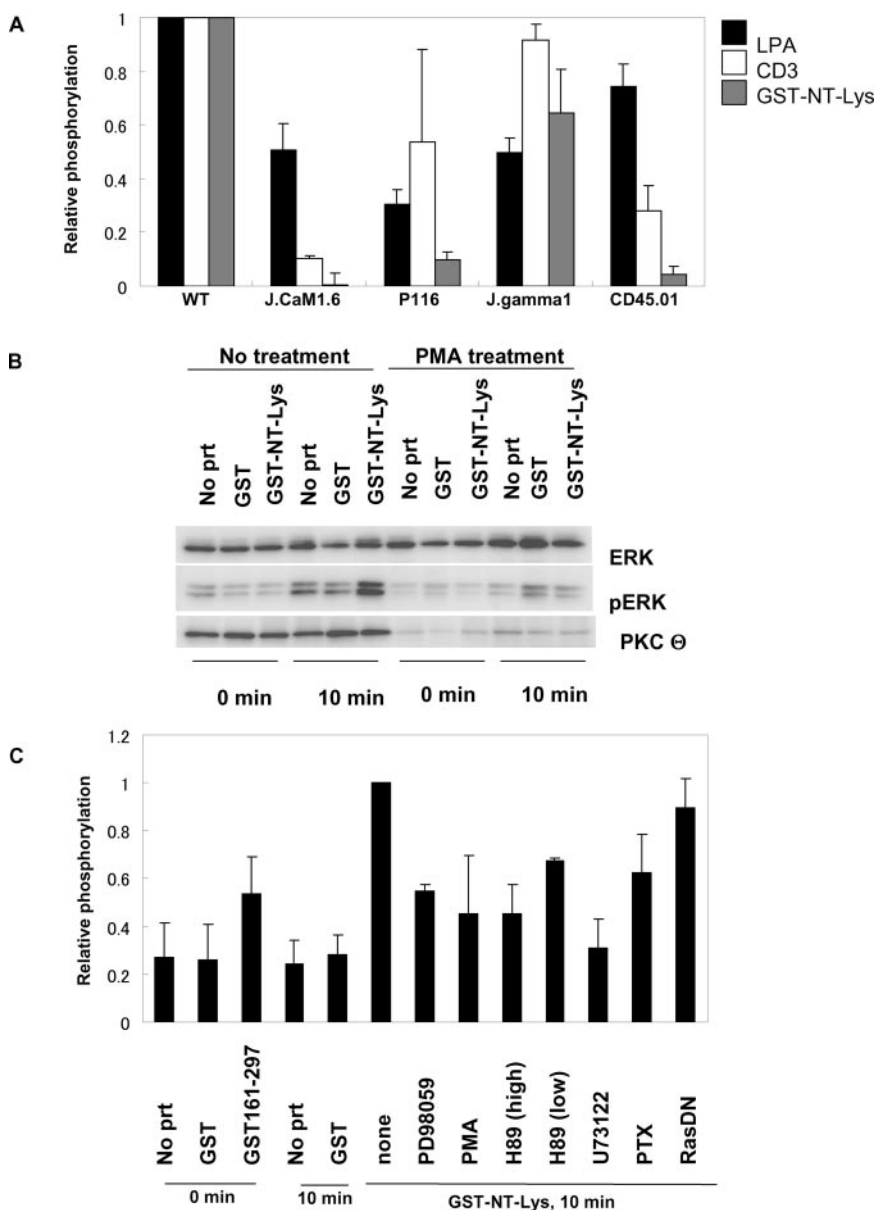 A
Relative phosphorylation
1
0.8
0.6
0.4
0.2
0
WT
J.CaM1.6
P116
J.gamma1
CD45.01
LPA
CD3
GST-NT-Lys
B
No treatment
PMA treatment
No prt
GST
GST-NT-Lys
No prt
GST
GST-NT-Lys
No prt
GST
GST-NT-Lys
No prt
GST
GST-NT-Lys
ERK
pERK
PKC Θ
0 min
10 min
0 min
10 min
C
Relative phosphorylation
1.2
1
0.8
0.6
0.4
0.2
0
No prt
GST
GST161-297
No prt
GST
none
PD98059
PMA
H89 (high)
H89 (low)
U73122
PTX
RasDN
0 min
10 min
GST-NT-Lys, 10 min